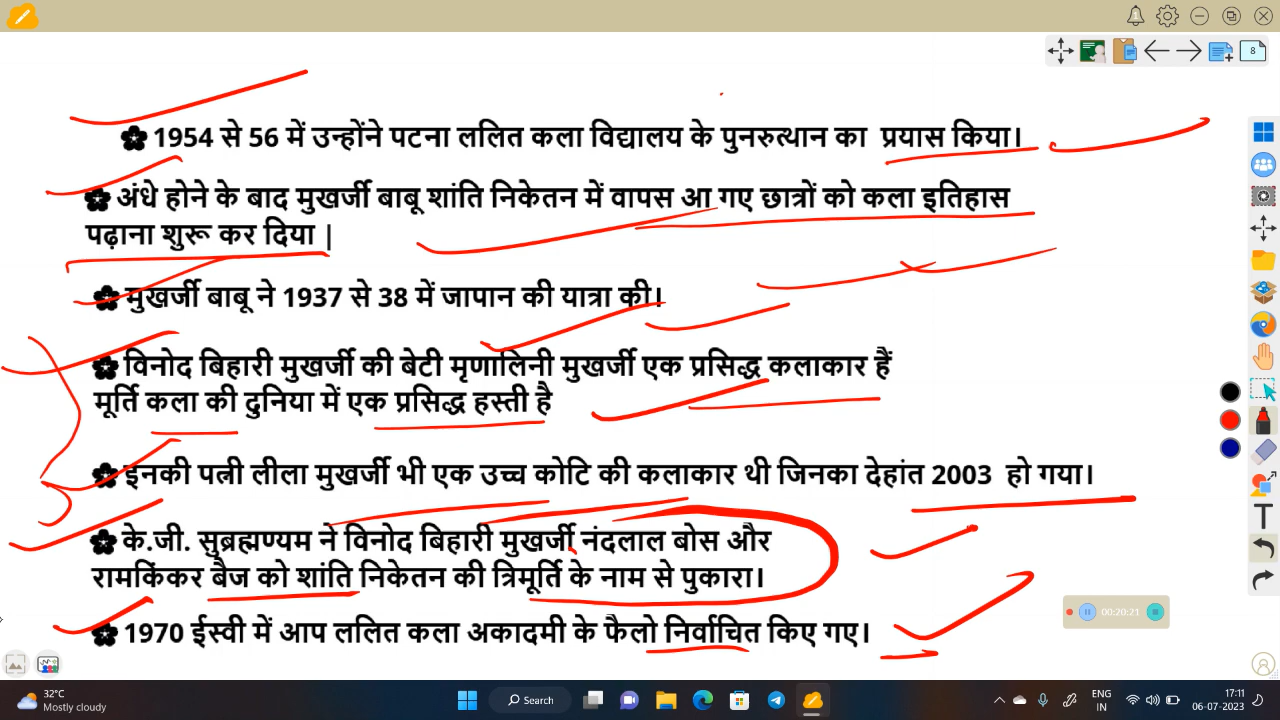 8
✿ 1954 से 56 में उन्होंने पटना ललित कला विद्यालय के पुनरुत्थान का प्रयास किया।
✿ अंधे होने के बाद मुखर्जी बाबू शांति निकेतन में वापस आ गए छात्रों को कला इतिहास
पढ़ाना शुरू कर दिया |
✿ मुखर्जी बाबू ने 1937 से 38 में जापान की यात्रा की।
✿ विनोद बिहारी मुखर्जी की बेटी मृणालिनी मुखर्जी एक प्रसिद्ध कलाकार हैं
मूर्ति कला की दुनिया में एक प्रसिद्ध हस्ती है
✿ इनकी पत्नी लीला मुखर्जी भी एक उच्च कोटि की कलाकार थी जिनका देहांत 2003 हो गया।
✿ के.जी. सुब्रह्मण्यम ने विनोद बिहारी मुखर्जी नंदलाल बोस और
रामकिंकर बैज को शांति निकेतन की त्रिमूर्ति के नाम से पुकारा।
✿ 1970 ईस्वी में आप ललित कला अकादमी के फैलो निर्वाचित किए गए।
T
00:20:21
32°C
Mostly cloudy
Search
ENG
IN
17:11
06-07-2023